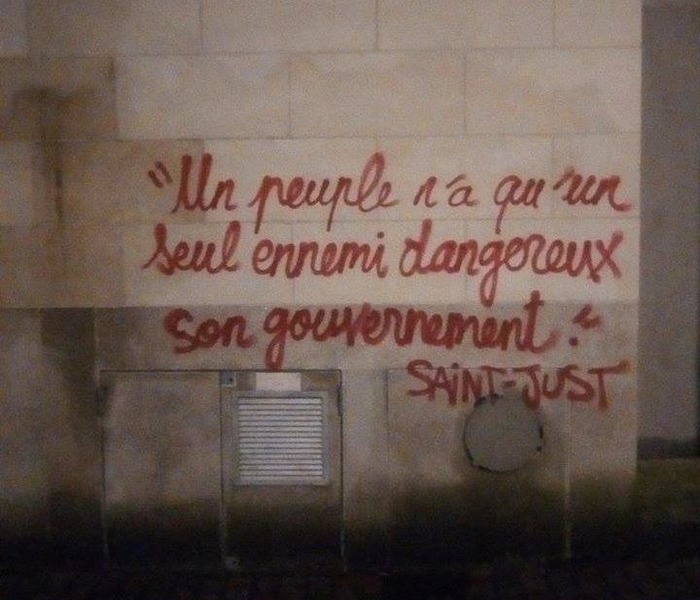 "Un peuple n'a qu'un
seul ennemi dangereux
son gouvernement."
SAINT-JUST